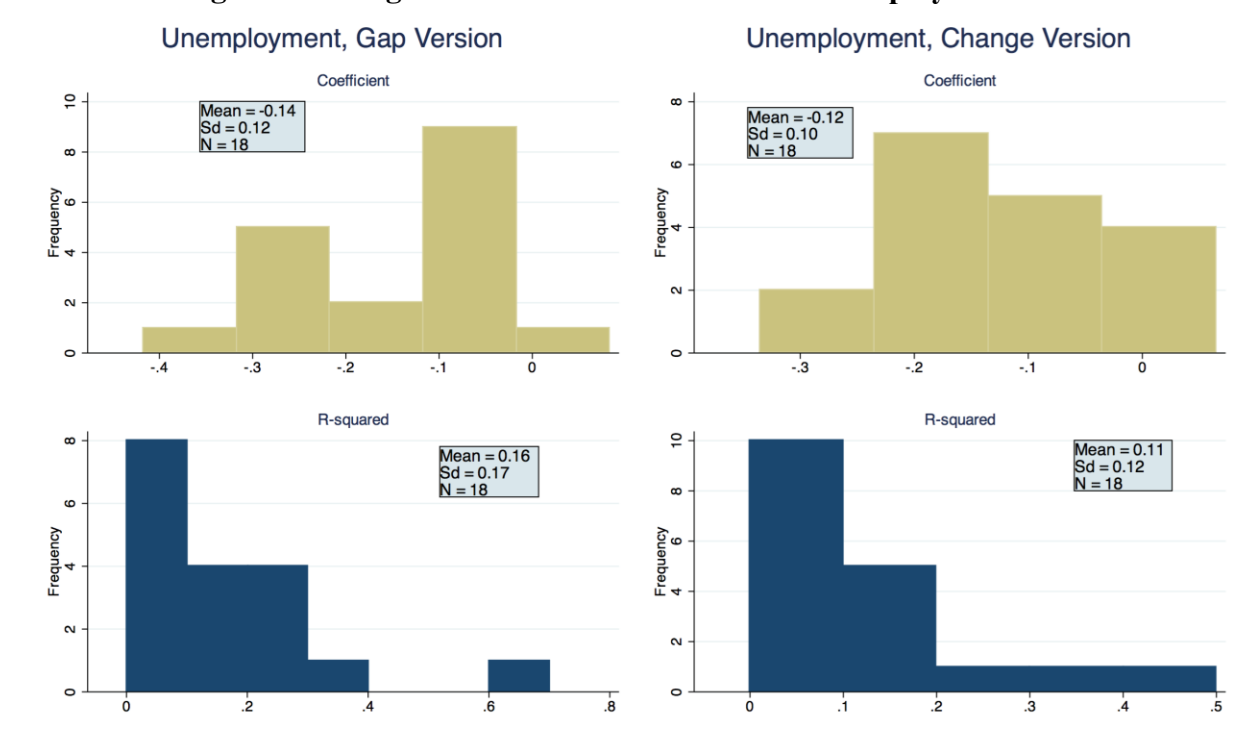 Unemployment, Gap Version
Coefficient
Mean = -0.14
Sd = 0.12
N = 18
Frequency
10
8
6
4
2
0
-.4 -.3 -.2 -.1 0
Unemployment, Change Version
Coefficient
Mean = -0.12
Sd = 0.10
N = 18
Frequency
8
6
4
2
0
-.3 -.2 -.1 0
R-squared
Mean = 0.16
Sd = 0.17
N = 18
Frequency
8
6
4
2
0
0 .2 .4 .6 .8
R-squared
Mean = 0.11
Sd = 0.12
N = 18
Frequency
10
8
6
4
2
0
0 .1 .2 .3 .4 .5